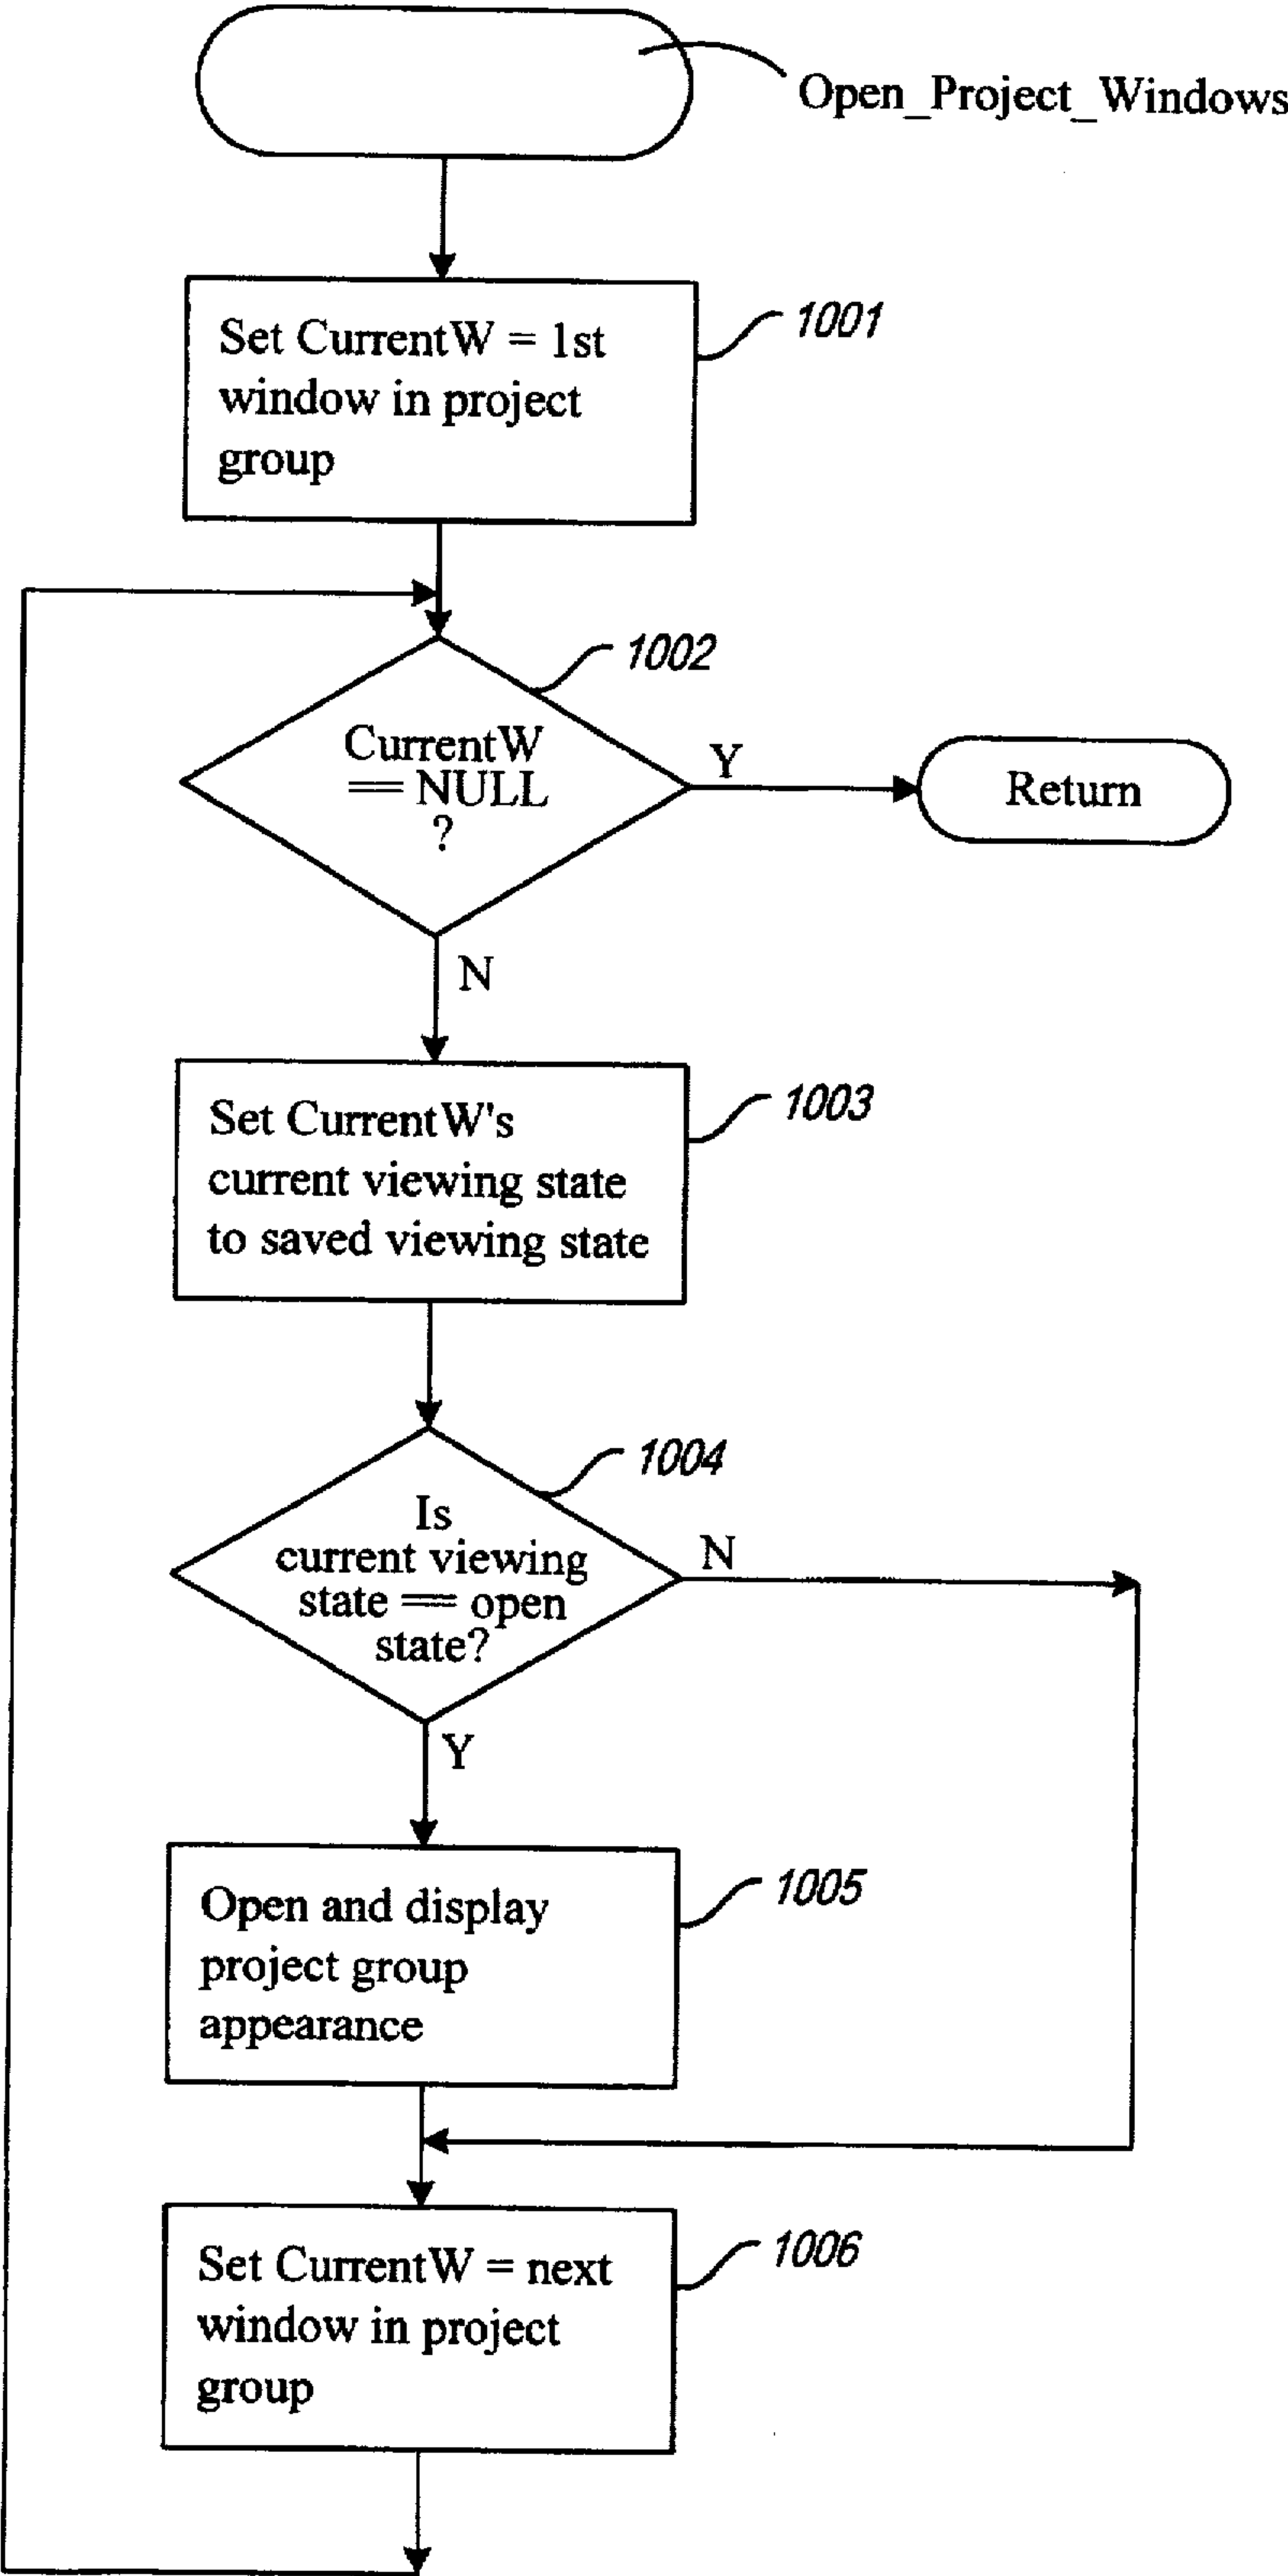 Open_Project_Windows
1001
Set CurrentW = 1st
window in project
group
1002
CurrentW
== NULL
?
Y
Return
N
1003
Set CurrentW's
current viewing state
to saved viewing state
1004
Is
current viewing
state == open
state?
N
Y
1005
Open and display
project group
appearance
1006
Set CurrentW = next
window in project
group